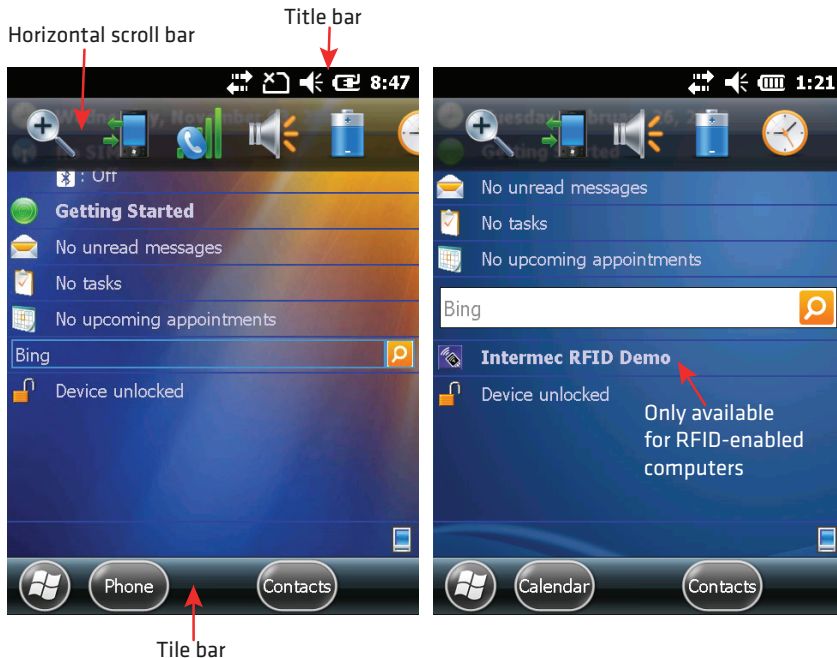 Title bar
Horizontal scroll bar
8:47
: Off
Getting Started
No unread messages
No tasks
No upcoming appointments
Bing
Device unlocked
Phone
Contacts
Tile bar
1:21
Getting Started
No unread messages
No tasks
No upcoming appointments
Bing
Intermec RFID Demo
Device unlocked
Only available
for RFID-enabled
computers
Calendar
Contacts